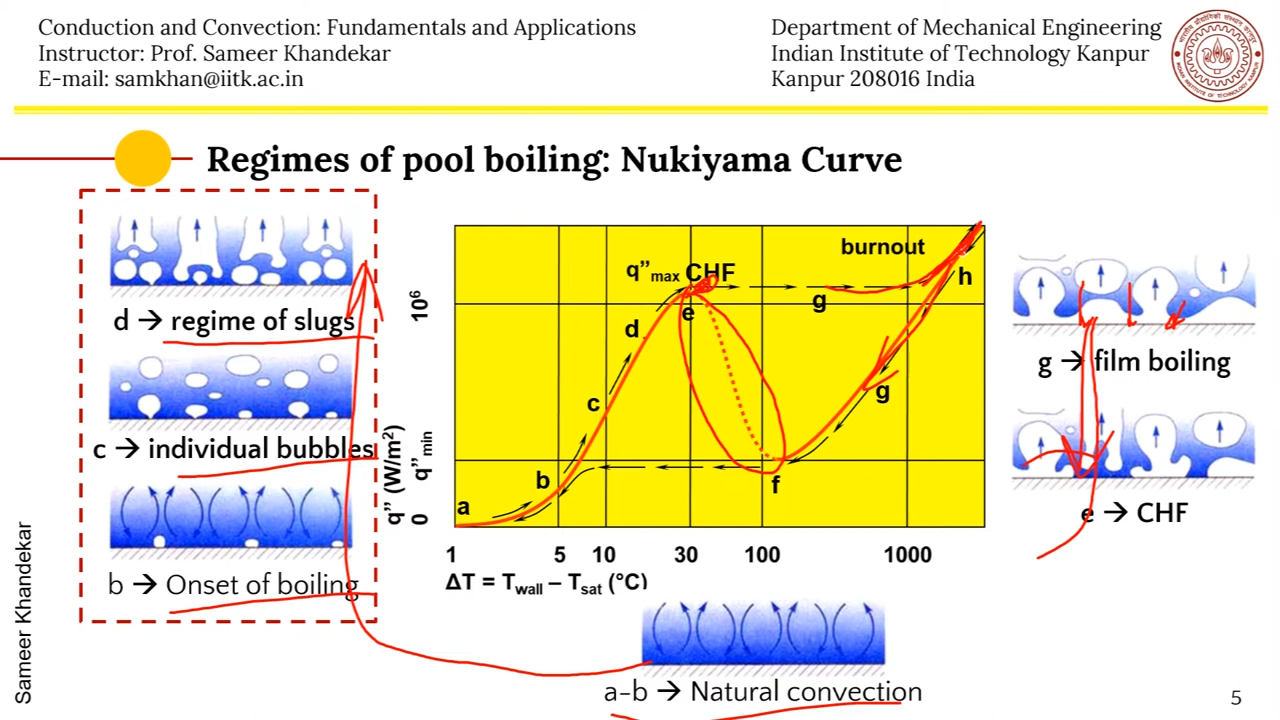 Conduction and Convection: Fundamentals and Applications
Instructor: Prof. Sameer Khandekar
E-mail: samkhan@iitk.ac.in
Department of Mechanical Engineering
Indian Institute of Technology Kanpur
Kanpur 208016 India
Regimes of pool boiling: Nukiyama Curve
d → regime of slugs
c → individual bubbles
b → Onset of boiling
q” (W/m²)
0
q”min
10⁶
q”max CHF
burnout
a
b
c
d
e
f
g
g
h
1 5 10 30 100 1000
ΔT = Twall – Tsat (°C)
a-b → Natural convection
g → film boiling
e → CHF
Sameer Khandekar
5